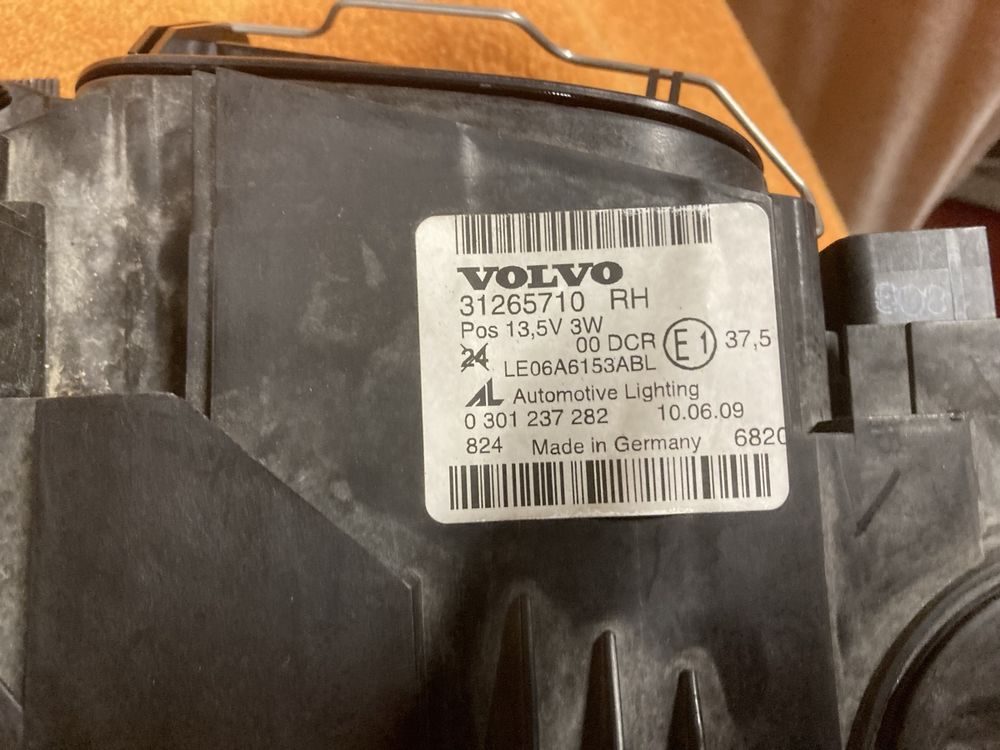 VOLVO
31265710 RH
Pos 13,5V 3W
00 DCR E1 37,5
24 LE06A6153ABL
AL Automotive Lighting
0 301 237 282 10.06.09
824 Made in Germany 6820